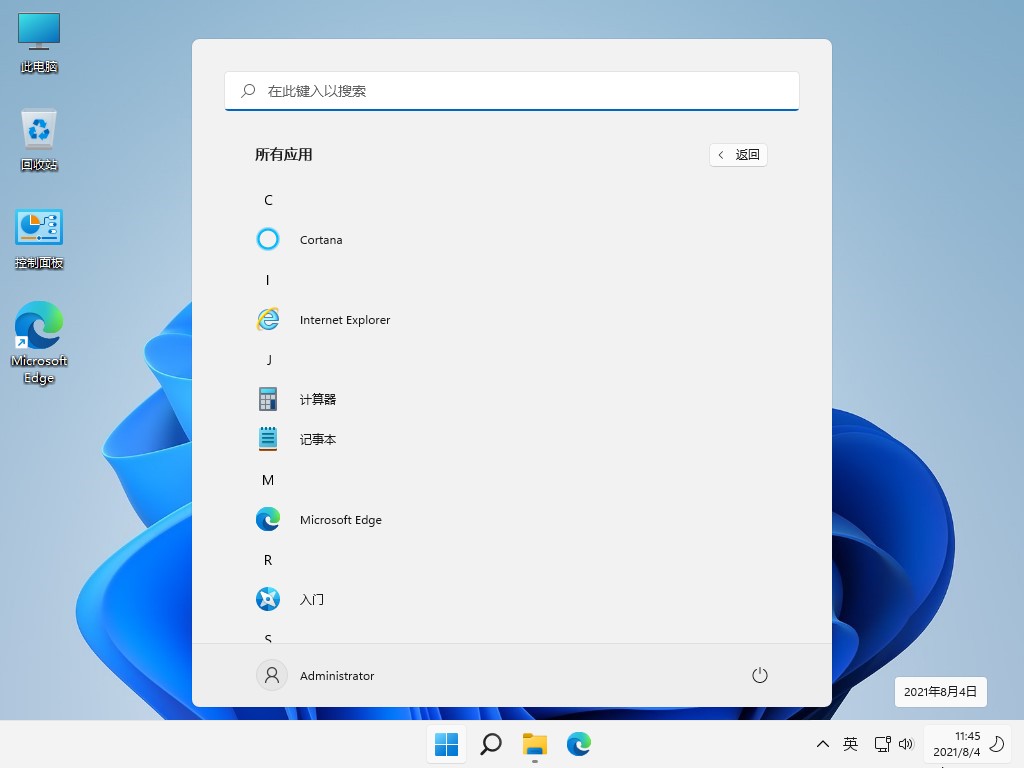 此电脑
回收站
控制面板
Microsoft
Edge
在此键入以搜索
所有应用
返回
C
Cortana
I
Internet Explorer
J
计算器
记事本
M
Microsoft Edge
R
入门
S
Administrator
2021年8月4日
英
11:45
2021/8/4